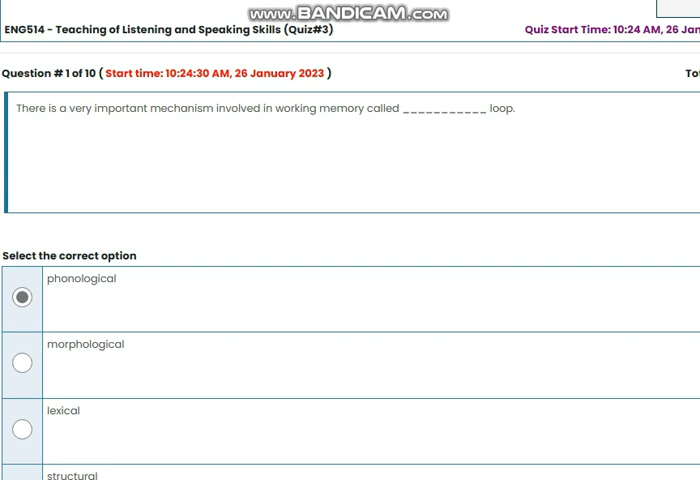 www.BANDICAM.com
ENG514 - Teaching of Listening and Speaking Skills (Quiz#3)
Quiz Start Time: 10:24 AM, 26 Jan
Question # 1 of 10 ( Start time: 10:24:30 AM, 26 January 2023 )
To
There is a very important mechanism involved in working memory called ___________ loop.
Select the correct option
phonological
morphological
lexical
structural